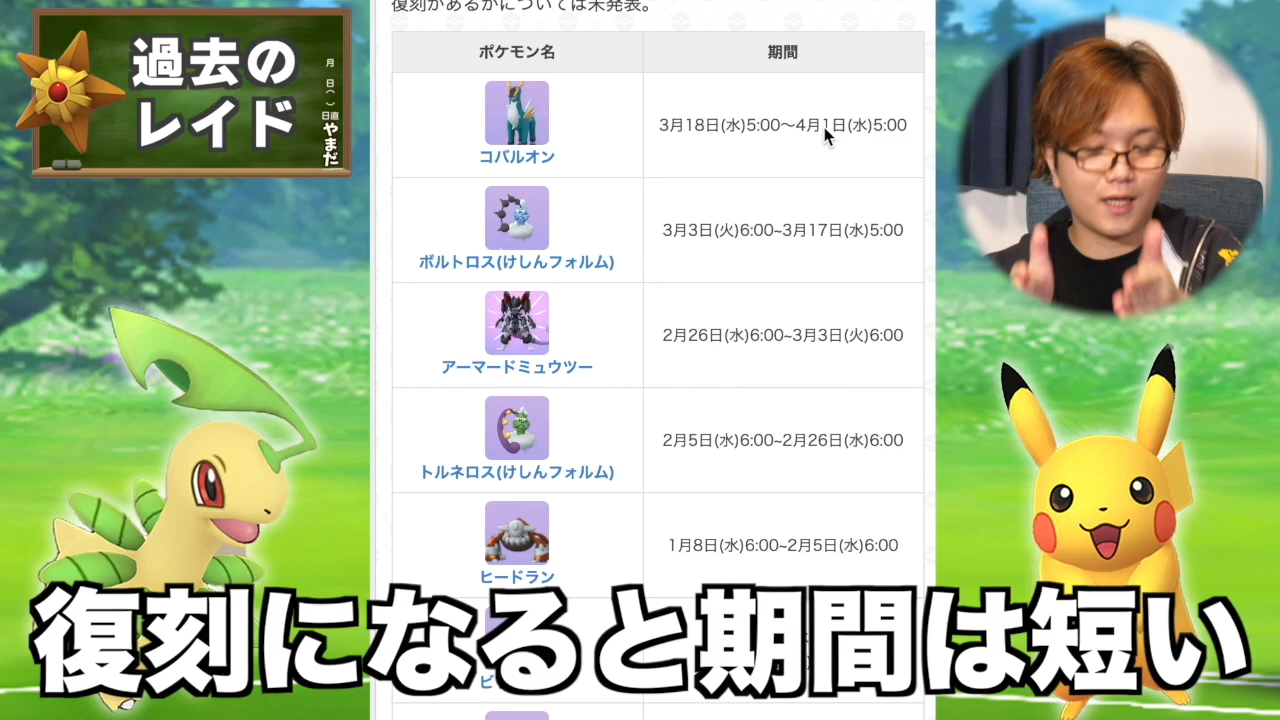 過去の
レイド
月
日( )
日直
やまだ
復刻があるかについては未発表。
ポケモン名 期間
コバルオン 3月18日(水)5:00〜4月1日(水)5:00
ボルトロス(けしんフォルム) 3月3日(火)6:00~3月17日(水)5:00
アーマードミュウツー 2月26日(水)6:00~3月3日(火)6:00
トルネロス(けしんフォルム) 2月5日(水)6:00~2月26日(水)6:00
ヒードラン 1月8日(水)6:00~2月5日(水)6:00
復刻になると期間は短い